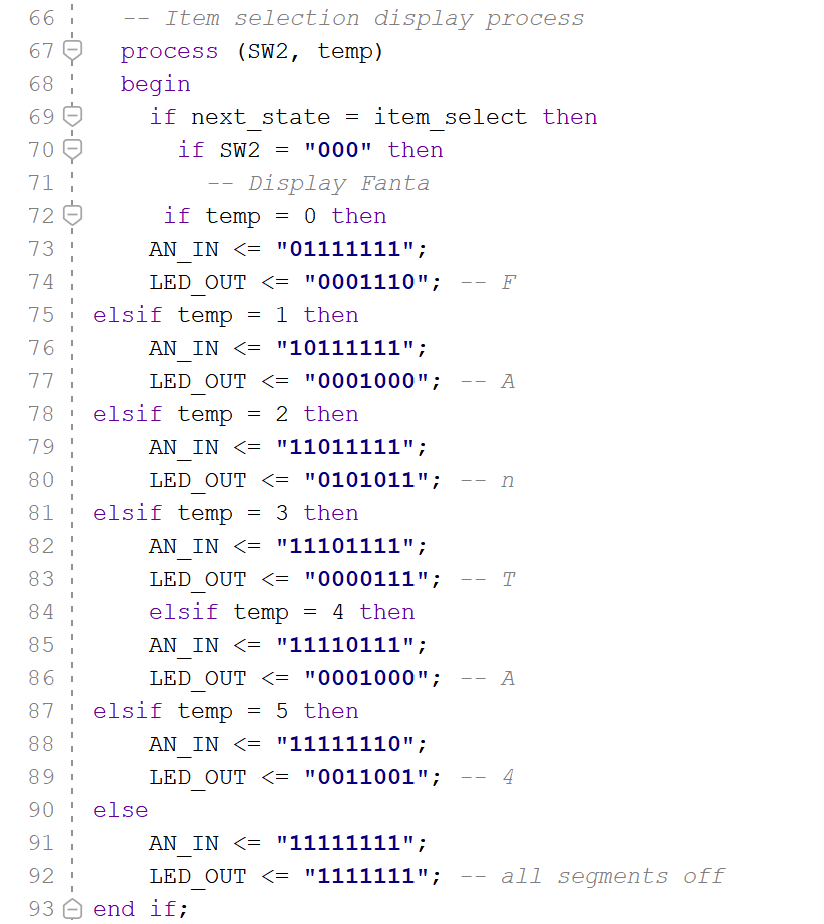 66 -- Item selection display process
67 process (SW2, temp)
68 begin
69 if next_state = item_select then
70 if SW2 = "000" then
71 -- Display Fanta
72 if temp = 0 then
73 AN_IN <= "01111111";
74 LED_OUT <= "0001110"; -- F
75 elsif temp = 1 then
76 AN_IN <= "10111111";
77 LED_OUT <= "0001000"; -- A
78 elsif temp = 2 then
79 AN_IN <= "11011111";
80 LED_OUT <= "0101011"; -- n
81 elsif temp = 3 then
82 AN_IN <= "11101111";
83 LED_OUT <= "0000111"; -- T
84 elsif temp = 4 then
85 AN_IN <= "11110111";
86 LED_OUT <= "0001000"; -- A
87 elsif temp = 5 then
88 AN_IN <= "11111110";
89 LED_OUT <= "0011001"; -- 4
90 else
91 AN_IN <= "11111111";
92 LED_OUT <= "1111111"; -- all segments off
93 end if;